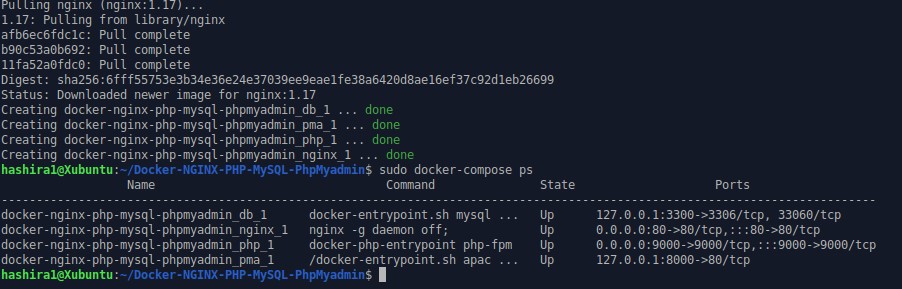 Pulling nginx (nginx:1.17)...
1.17: Pulling from library/nginx
afb6ec6fdc1c: Pull complete
b90c53a0b692: Pull complete
11fa52a0fdc0: Pull complete
Digest: sha256:6fff55753e3b34e36e24e37039ee9eae1fe38a6420d8ae16ef37c92d1eb26699
Status: Downloaded newer image for nginx:1.17
Creating docker-nginx-php-mysql-phpmyadmin_db_1 ... done
Creating docker-nginx-php-mysql-phpmyadmin_pma_1 ... done
Creating docker-nginx-php-mysql-phpmyadmin_php_1 ... done
Creating docker-nginx-php-mysql-phpmyadmin_nginx_1 ... done
hashira1@Xubuntu:~/Docker-NGINX-PHP-MySQL-PhpMyadmin$ sudo docker-compose ps
Name Command State Ports
-----------------------------------------------------------------------------------------------------------------------------
docker-nginx-php-mysql-phpmyadmin_db_1 docker-entrypoint.sh mysql ... Up 127.0.0.1:3300->3306/tcp, 33060/tcp
docker-nginx-php-mysql-phpmyadmin_nginx_1 nginx -g daemon off; Up 0.0.0.0:80->80/tcp,:::80->80/tcp
docker-nginx-php-mysql-phpmyadmin_php_1 docker-php-entrypoint php-fpm Up 0.0.0.0:9000->9000/tcp,:::9000->9000/tcp
docker-nginx-php-mysql-phpmyadmin_pma_1 /docker-entrypoint.sh apac ... Up 127.0.0.1:8000->80/tcp
hashira1@Xubuntu:~/Docker-NGINX-PHP-MySQL-PhpMyadmin$